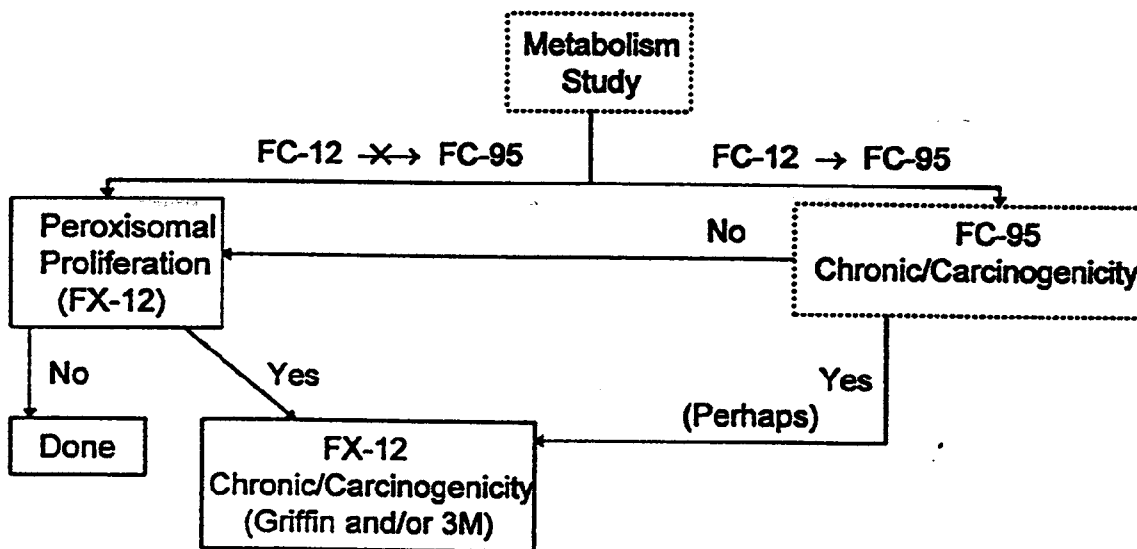 Metabolism
Study
FC-12 -X→ FC-95
FC-12 → FC-95
Peroxisomal
Proliferation
(FX-12)
No
FC-95
Chronic/Carcinogenicity
No
Yes
Yes
(Perhaps)
Done
FX-12
Chronic/Carcinogenicity
(Griffin and/or 3M)